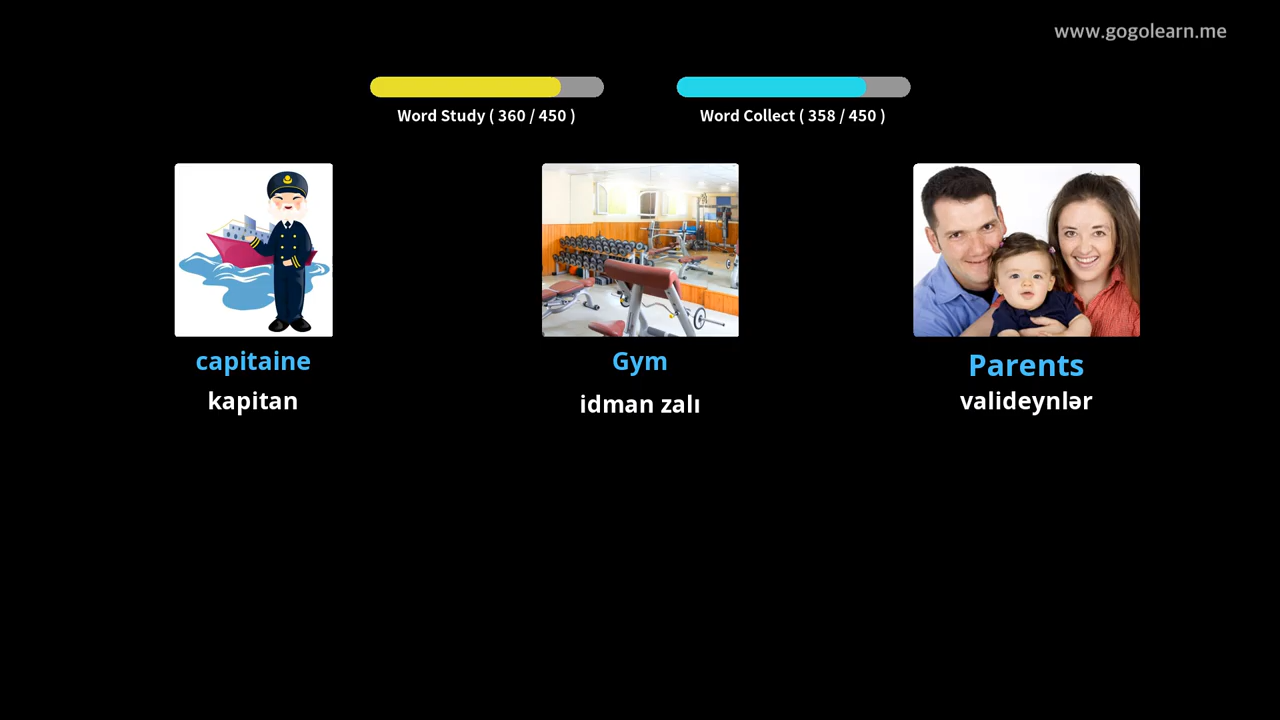 www.gogolearn.me
Word Study ( 360 / 450 )
Word Collect ( 358 / 450 )
capitaine
kapitan
Gym
idman zalı
Parents
valideynlər